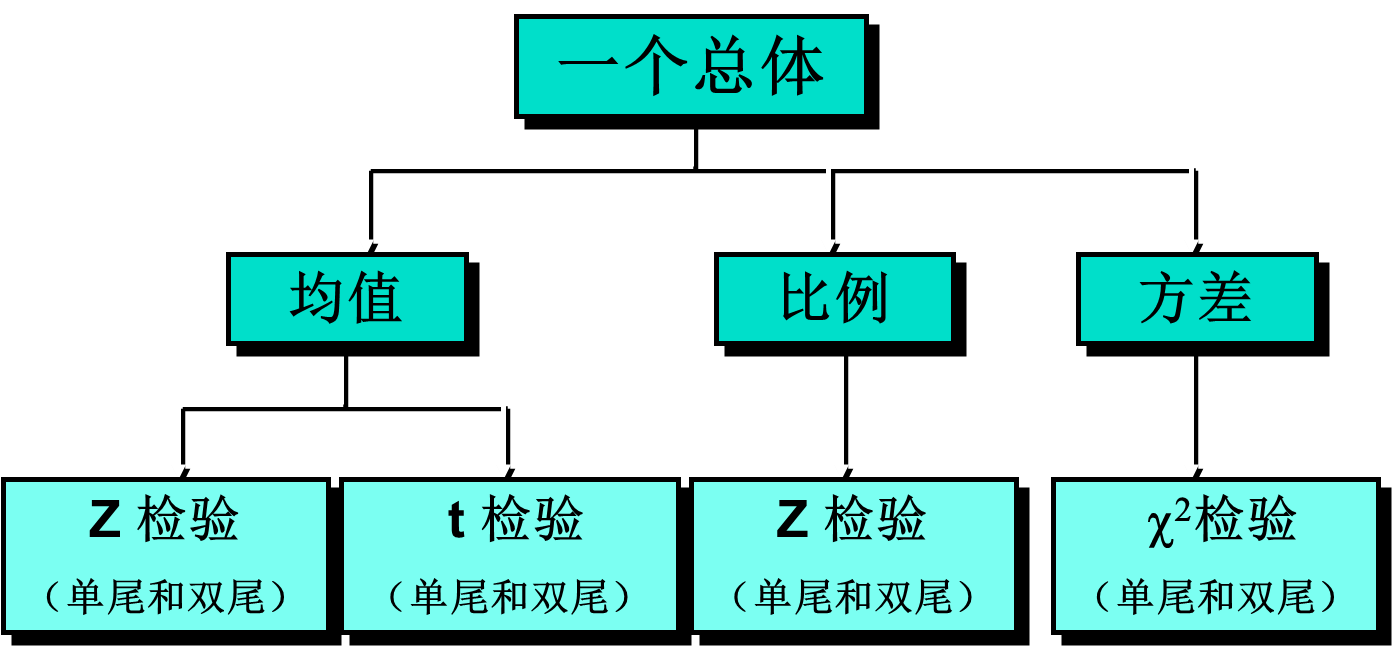 一个总体
均值
比例
方差
Z 检验
（单尾和双尾）
t 检验
（单尾和双尾）
Z 检验
（单尾和双尾）
χ²检验
（单尾和双尾）